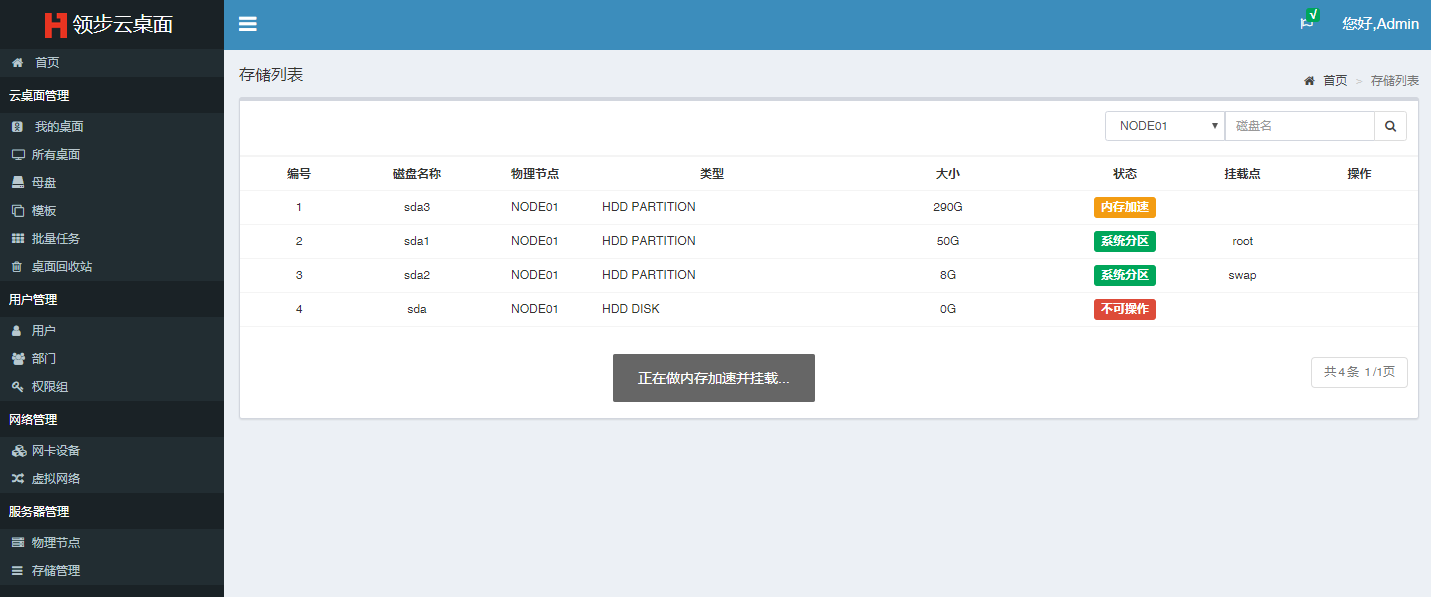 领步云桌面
您好,Admin
首页
云桌面管理
我的桌面
所有桌面
母盘
模板
批量任务
桌面回收站
用户管理
用户
部门
权限组
网络管理
网卡设备
虚拟网络
服务器管理
物理节点
存储管理
存储列表
首页 > 存储列表
NODE01 磁盘名
编号 磁盘名称 物理节点 类型 大小 状态 挂载点 操作
1 sda3 NODE01 HDD PARTITION 290G 内存加速
2 sda1 NODE01 HDD PARTITION 50G 系统分区 root
3 sda2 NODE01 HDD PARTITION 8G 系统分区 swap
4 sda NODE01 HDD DISK 0G 不可操作
正在做内存加速并挂载...
共4条 1/1页